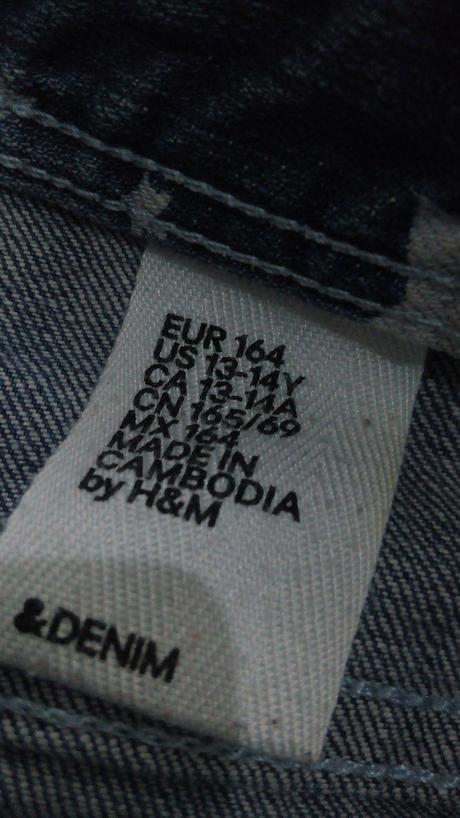 EUR 164
US 13-14Y
CA 13-14A
CN 165/69
MX 164
MADE IN
CAMBODIA
by H&M
&DENIM